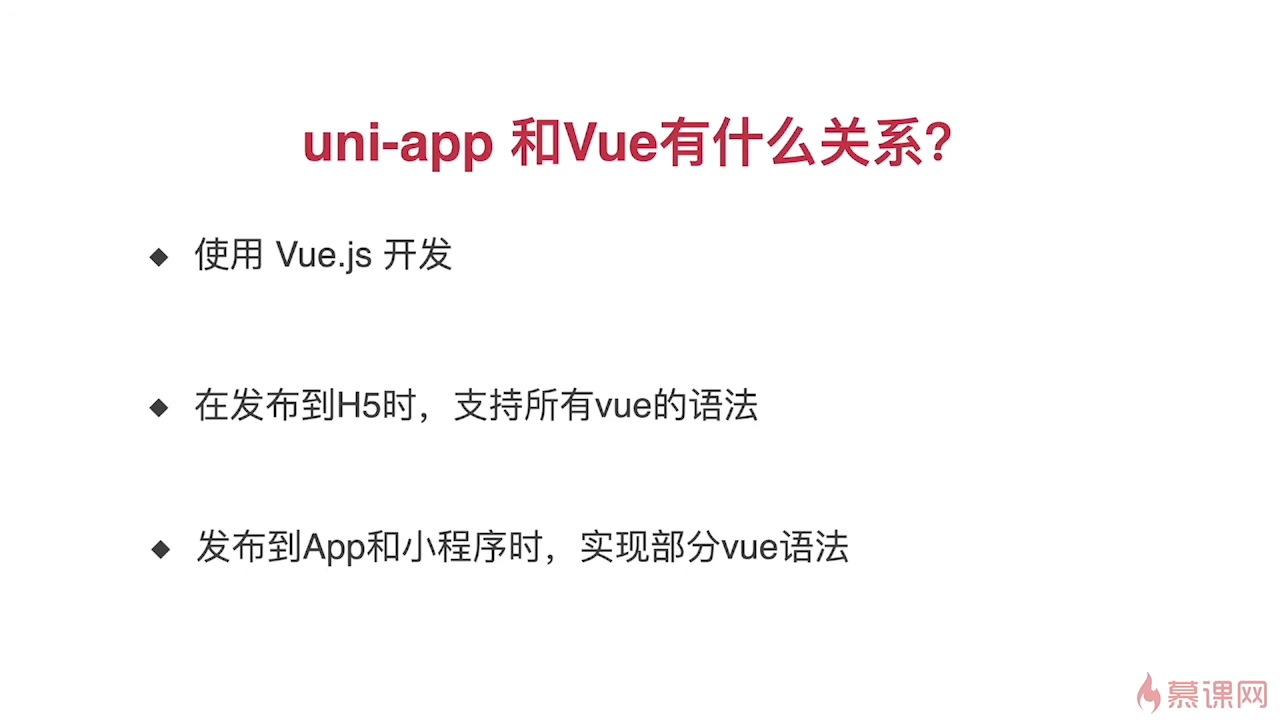 uni-app 和Vue有什么关系?
使用 Vue.js 开发
在发布到H5时，支持所有vue的语法
发布到App和小程序时，实现部分vue语法
慕课网